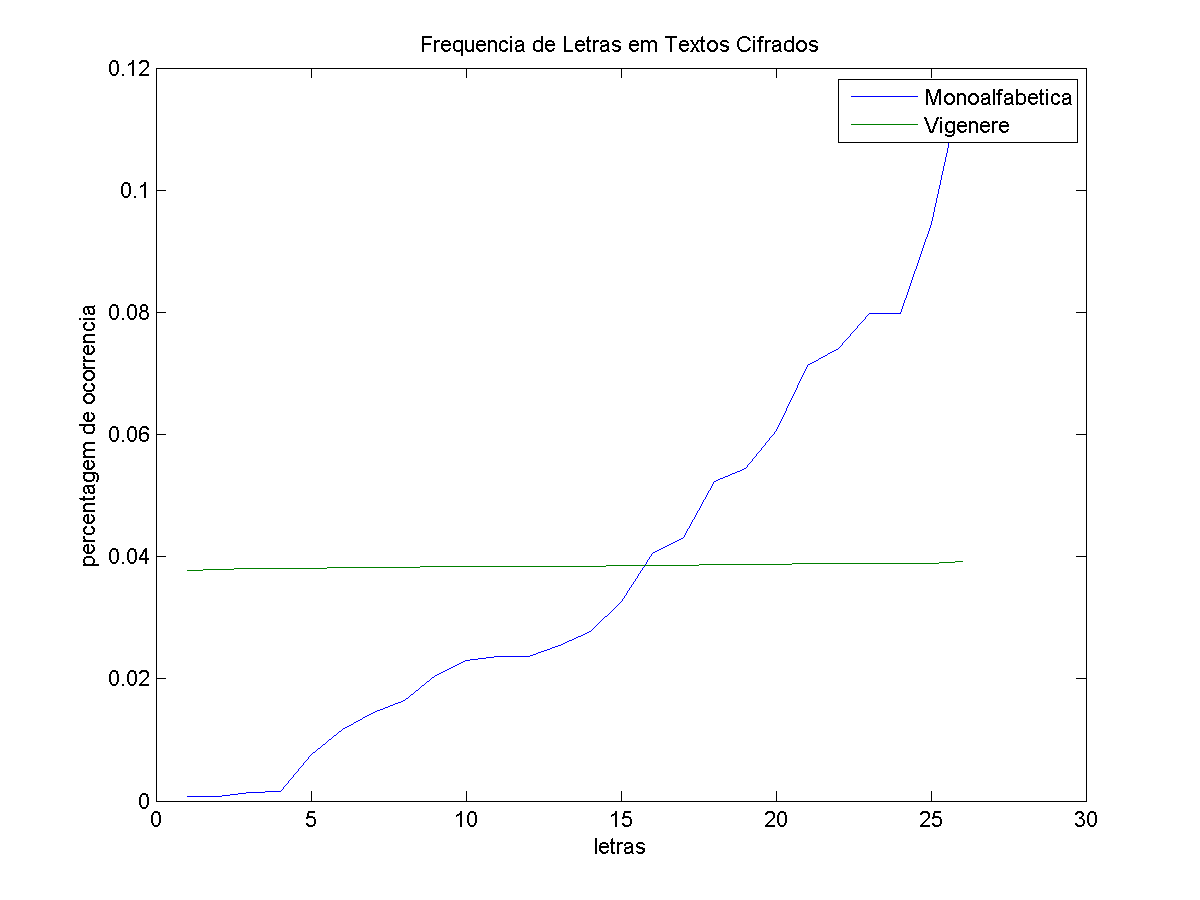 Frequencia de Letras em Textos Cifrados
0.12
Monoalfabetica
Vigenere
0.1
0.08
0.06
0.04
0.02
0
percentagem de ocorrencia
0 5 10 15 20 25 30
letras